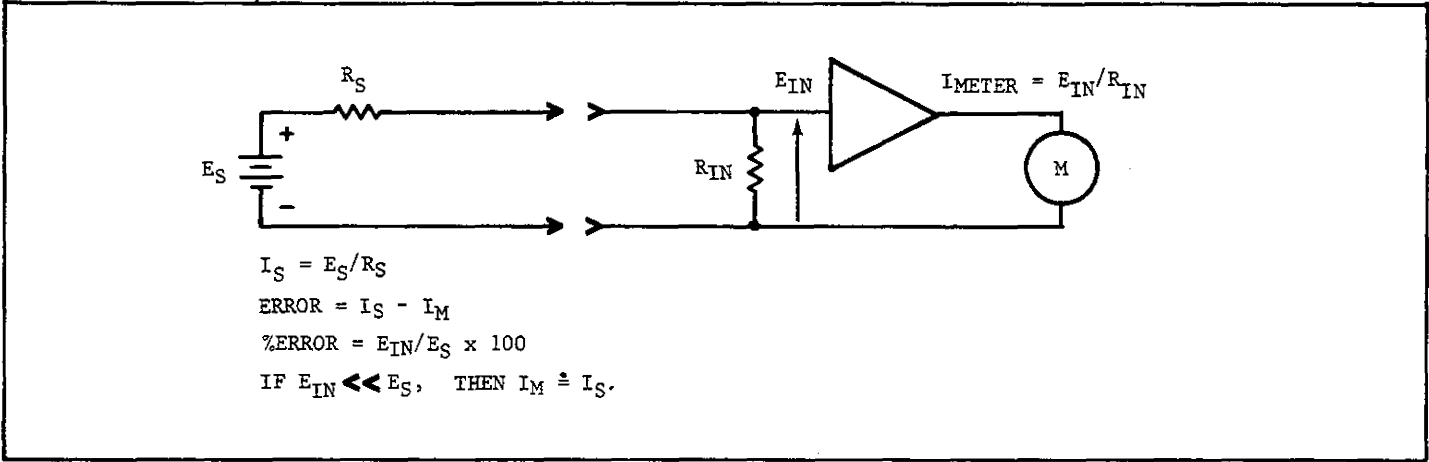 R_S
E_IN
I_METER = E_IN/R_IN
+
E_S
R_IN
M
−
I_S = E_S/R_S
ERROR = I_S - I_M
%ERROR = E_IN/E_S x 100
IF E_IN << E_S, THEN I_M ≐ I_S.